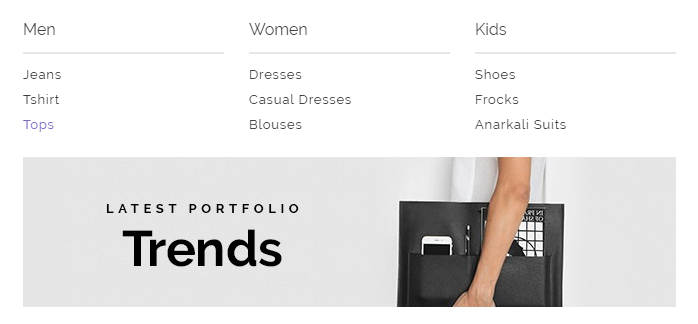 Men
Jeans
Tshirt
Tops
Women
Dresses
Casual Dresses
Blouses
Kids
Shoes
Frocks
Anarkali Suits
LATEST PORTFOLIO
Trends